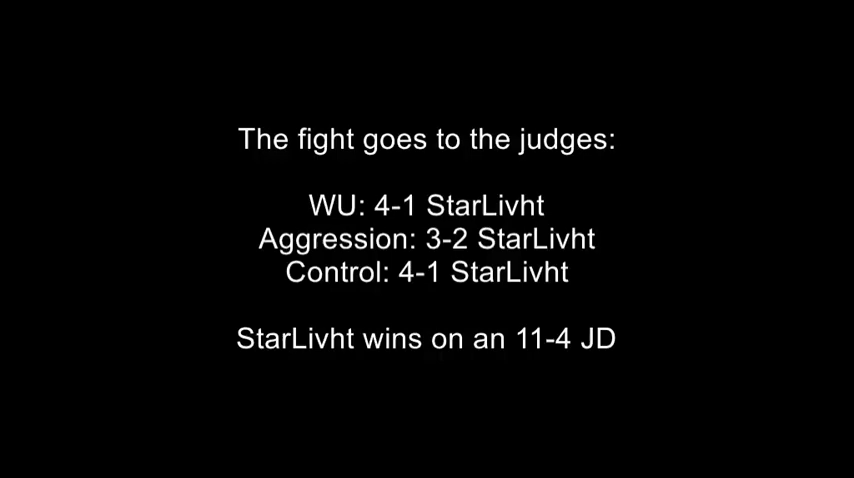 The fight goes to the judges:
WU: 4-1 StarLivht
Aggression: 3-2 StarLivht
Control: 4-1 StarLivht
StarLivht wins on an 11-4 JD